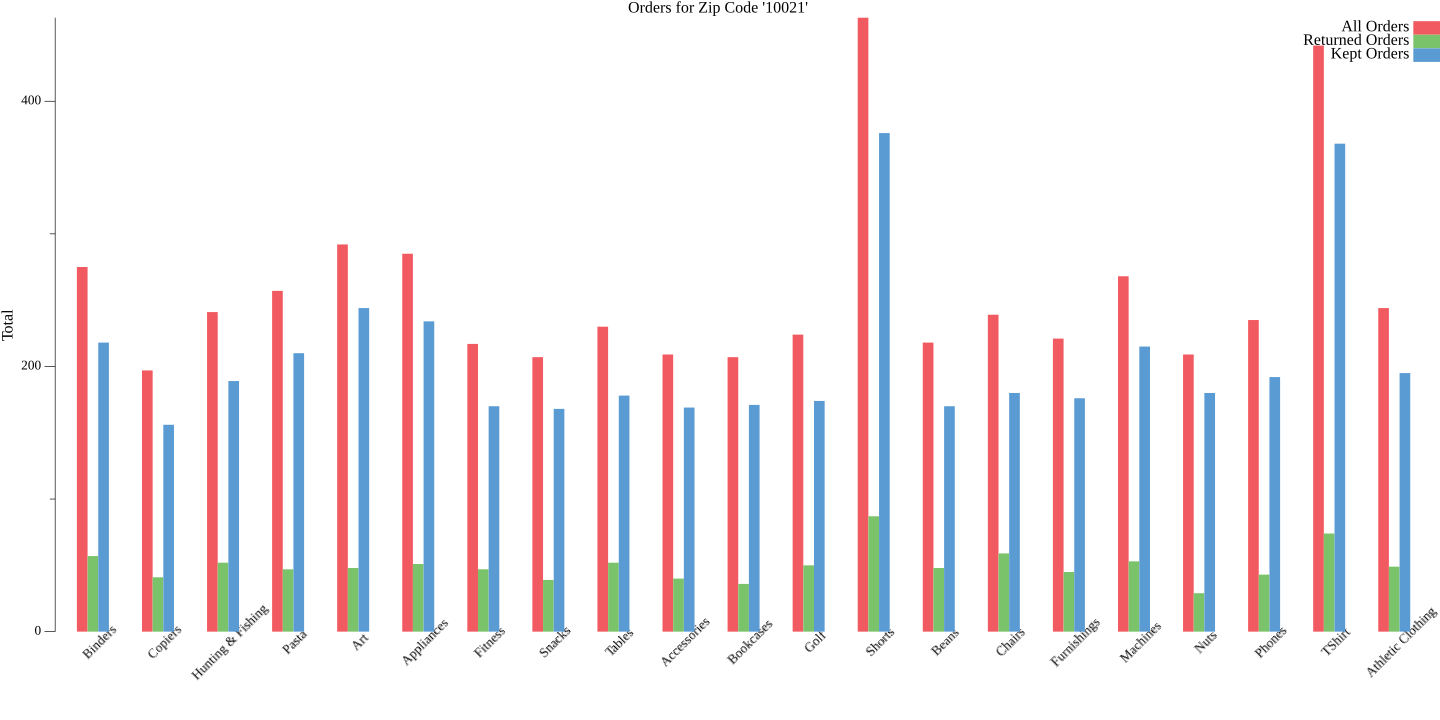 Orders for Zip Code '10021'
All Orders
Returned Orders
Kept Orders
Total
400
200
0
Binders
Copiers
Hunting & Fishing
Pasta
Art
Appliances
Fitness
Snacks
Tables
Accessories
Bookcases
Golf
Shorts
Beans
Chairs
Furnishings
Machines
Nuts
Phones
TShirt
Athletic Clothing